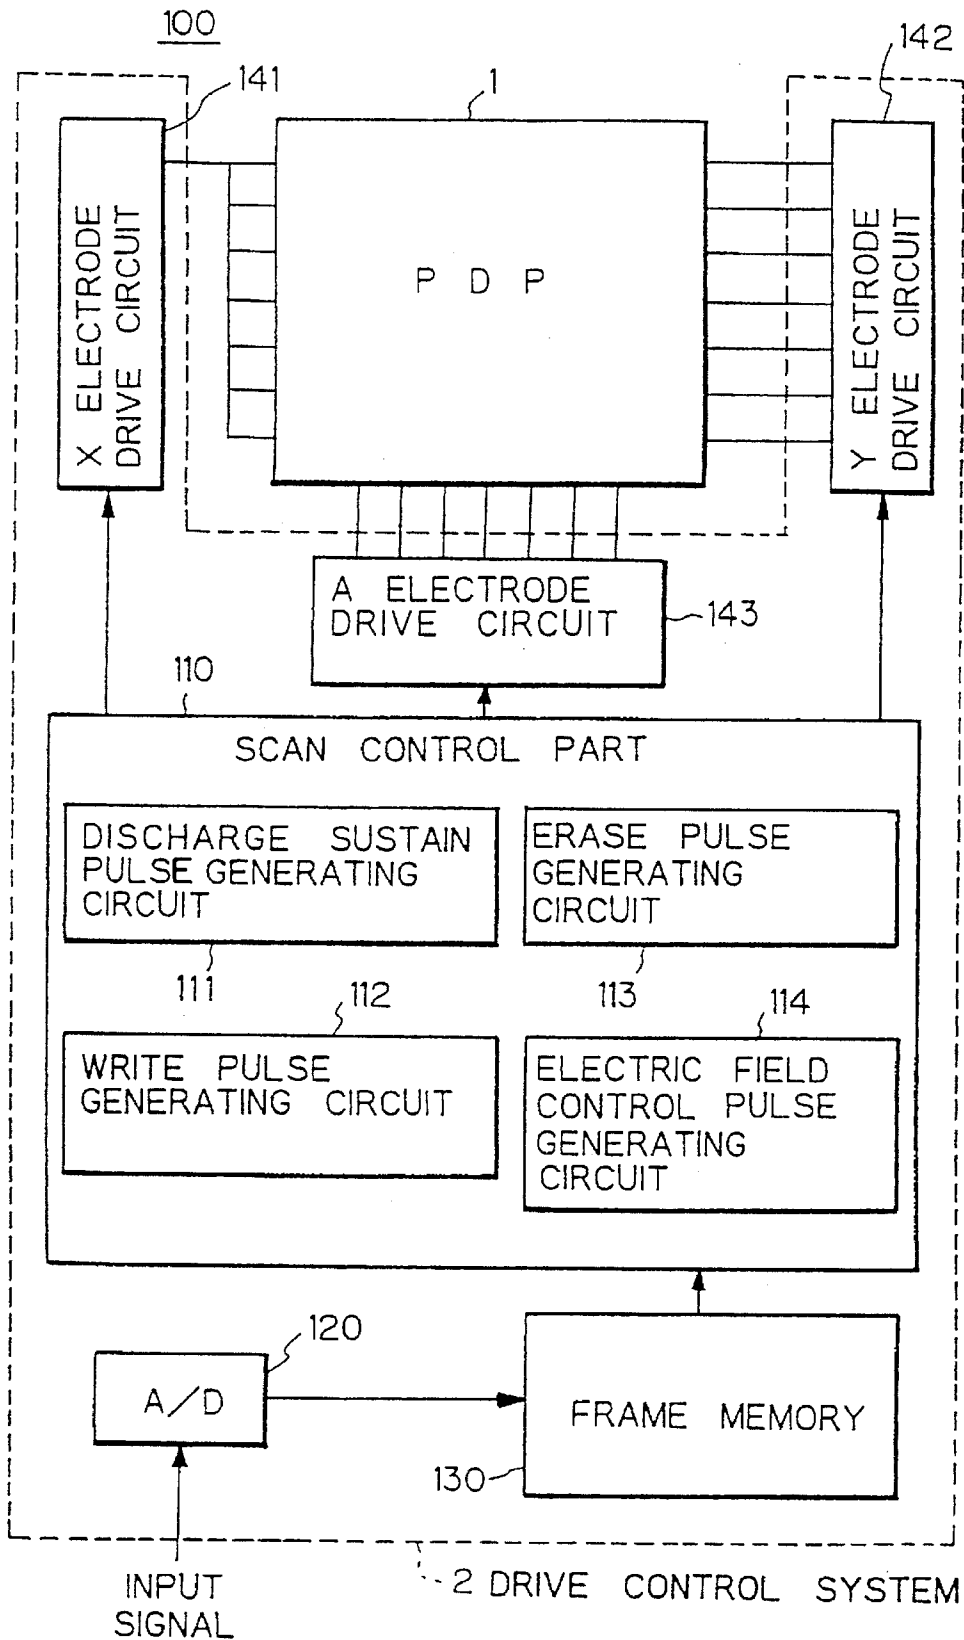 100
141
1
142
X ELECTRODE
DRIVE CIRCUIT
P D P
Y ELECTRODE
DRIVE CIRCUIT
A ELECTRODE
DRIVE CIRCUIT
143
110
SCAN CONTROL PART
DISCHARGE SUSTAIN
PULSE GENERATING
CIRCUIT
111
ERASE PULSE
GENERATING
CIRCUIT
113
112
WRITE PULSE
GENERATING CIRCUIT
114
ELECTRIC FIELD
CONTROL PULSE
GENERATING
CIRCUIT
120
A/D
FRAME MEMORY
130
INPUT
SIGNAL
2 DRIVE CONTROL SYSTEM